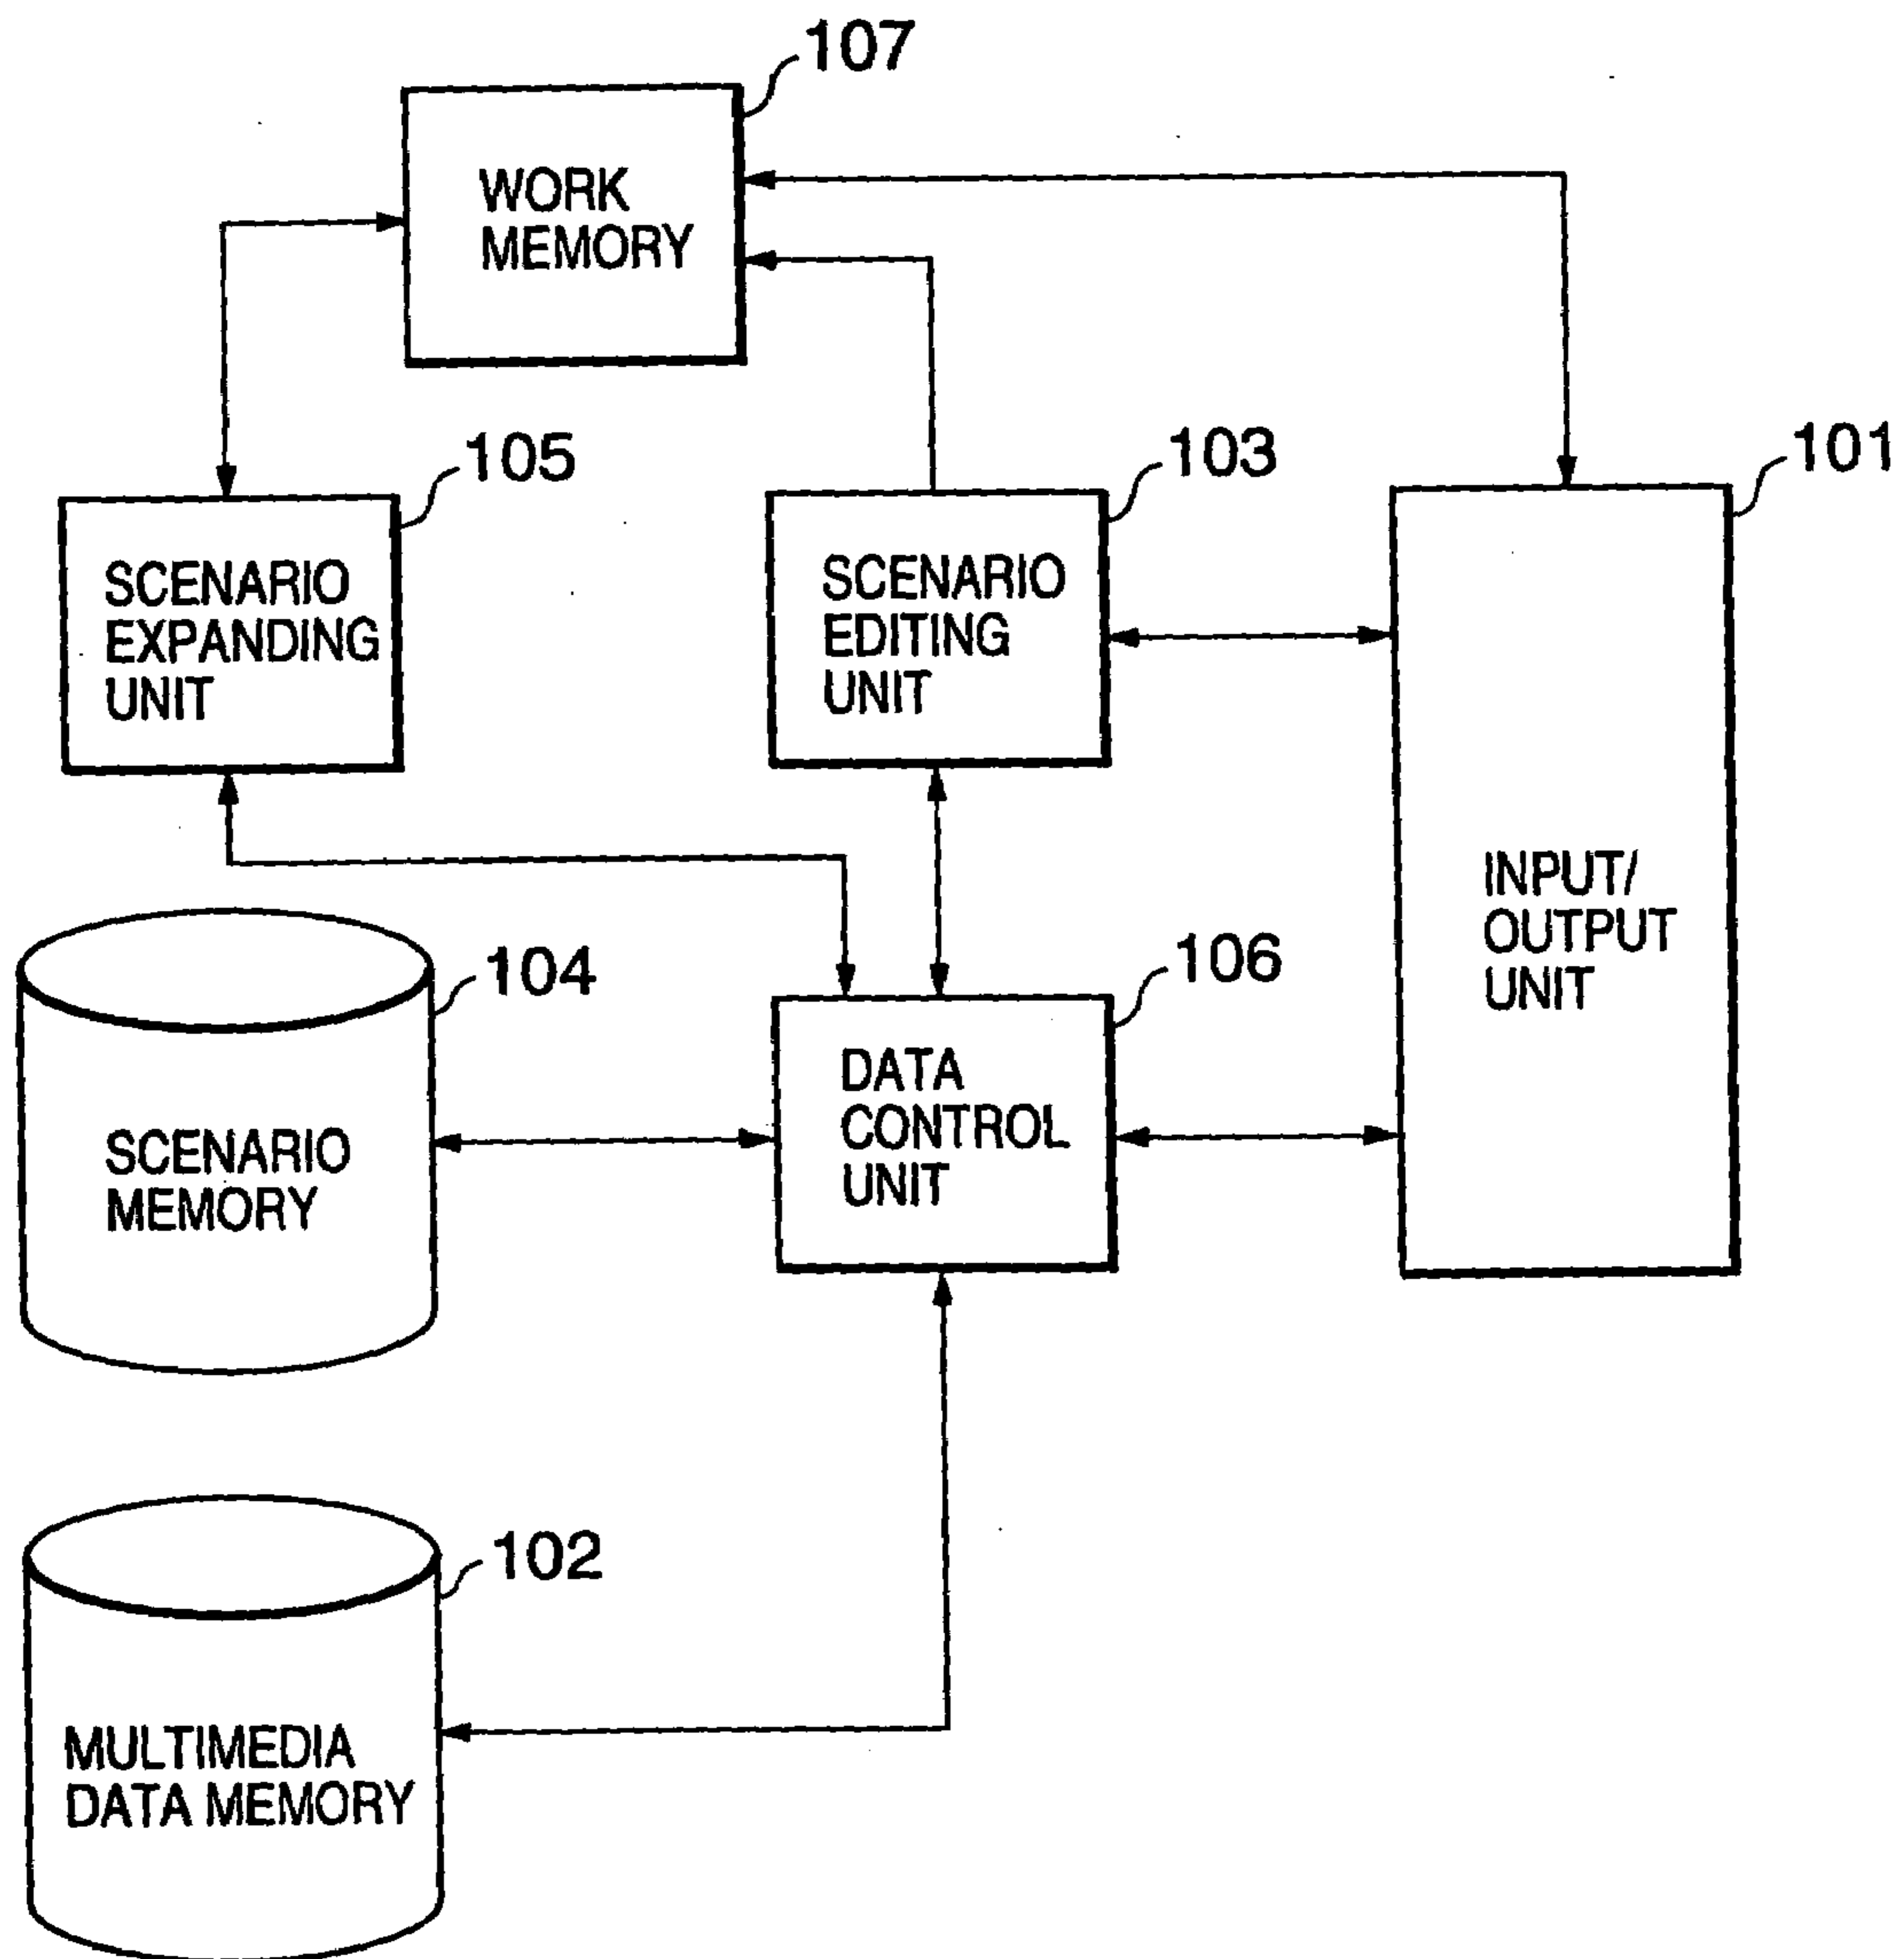 107
WORK
MEMORY
105
103
101
SCENARIO
EXPANDING
UNIT
SCENARIO
EDITING
UNIT
INPUT/
OUTPUT
UNIT
104
106
SCENARIO
MEMORY
DATA
CONTROL
UNIT
102
MULTIMEDIA
DATA MEMORY